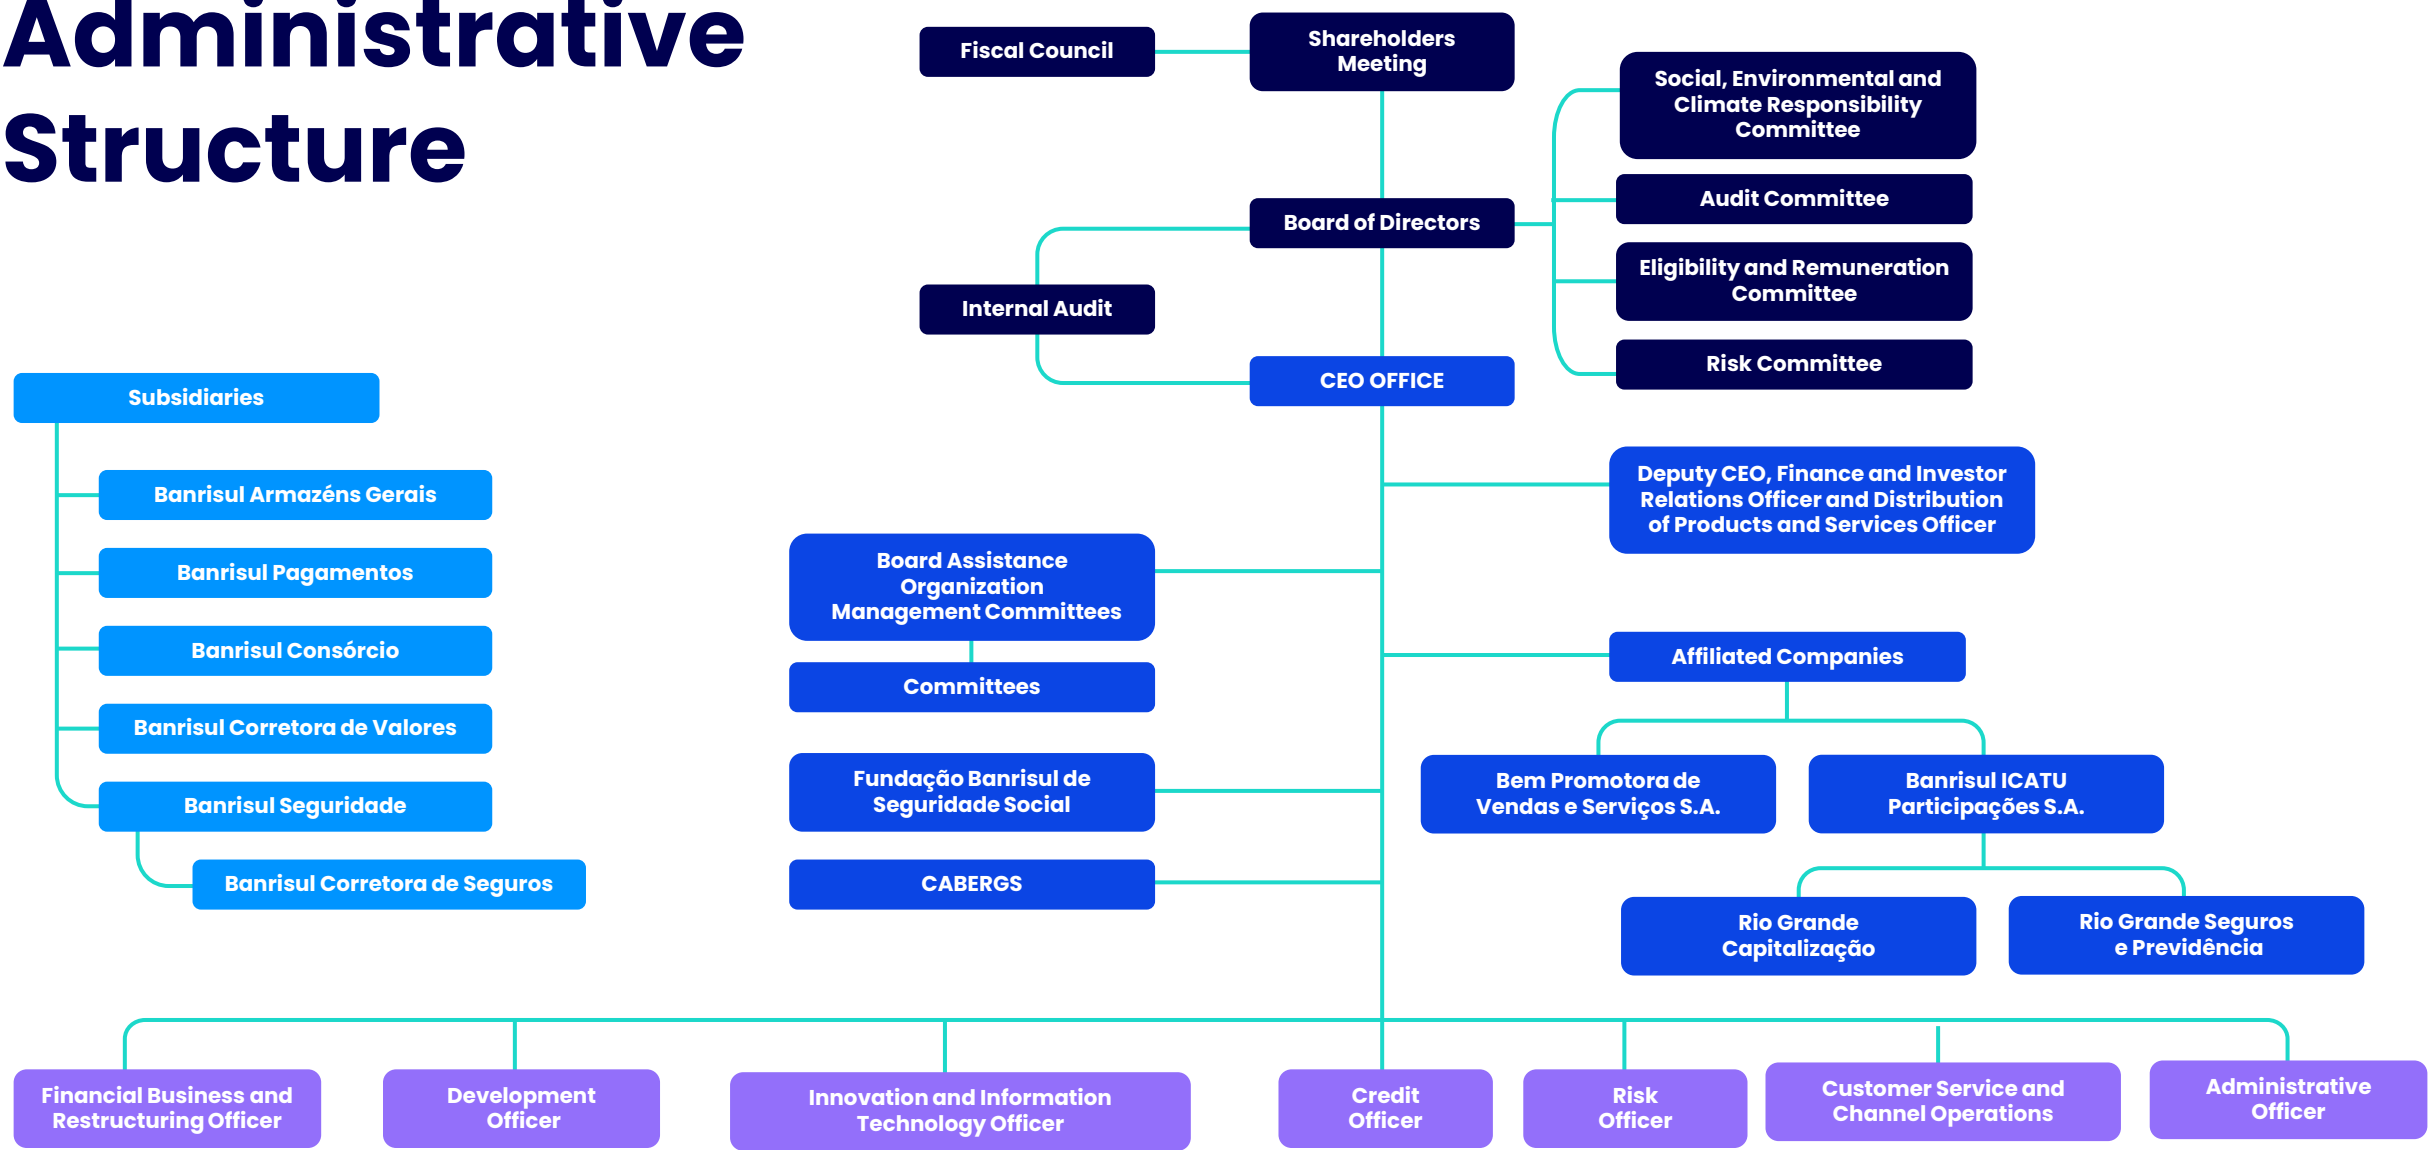 Administrative
Structure
Fiscal Council
Shareholders
Meeting
Social, Environmental and
Climate Responsibility
Committee
Audit Committee
Board of Directors
Eligibility and Remuneration
Committee
Internal Audit
Risk Committee
CEO OFFICE
Subsidiaries
Banrisul Armazéns Gerais
Banrisul Pagamentos
Banrisul Consórcio
Banrisul Corretora de Valores
Banrisul Seguridade
Banrisul Corretora de Seguros
Deputy CEO, Finance and Investor
Relations Officer and Distribution
of Products and Services Officer
Board Assistance
Organization
Management Committees
Committees
Fundação Banrisul de
Seguridade Social
CABERGS
Affiliated Companies
Bem Promotora de
Vendas e Serviços S.A.
Banrisul ICATU
Participações S.A.
Rio Grande
Capitalização
Rio Grande Seguros
e Previdência
Financial Business and
Restructuring Officer
Development
Officer
Innovation and Information
Technology Officer
Credit
Officer
Risk
Officer
Customer Service and
Channel Operations
Administrative
Officer